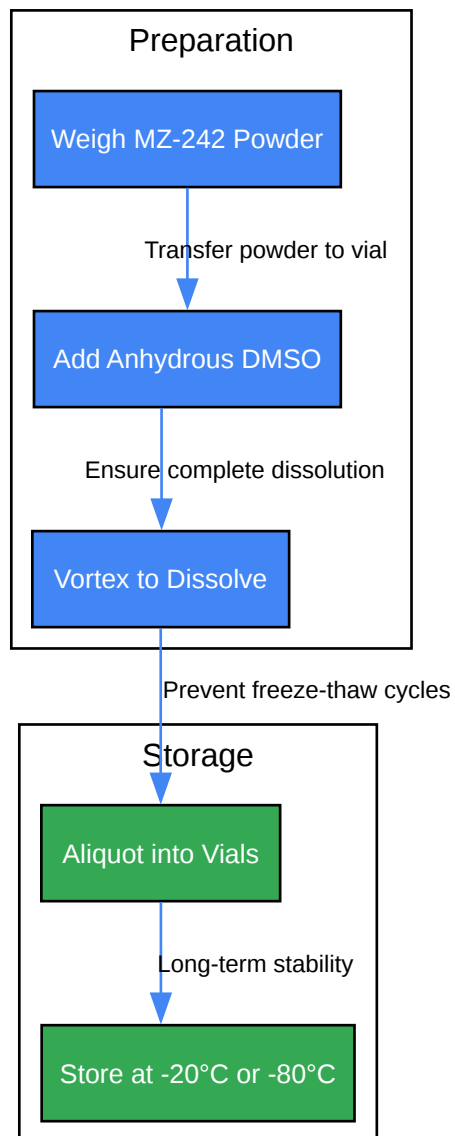 Preparation
Weigh MZ-242 Powder
Transfer powder to vial
Add Anhydrous DMSO
Ensure complete dissolution
Vortex to Dissolve
Prevent freeze-thaw cycles
Storage
Aliquot into Vials
Long-term stability
Store at -20°C or -80°C